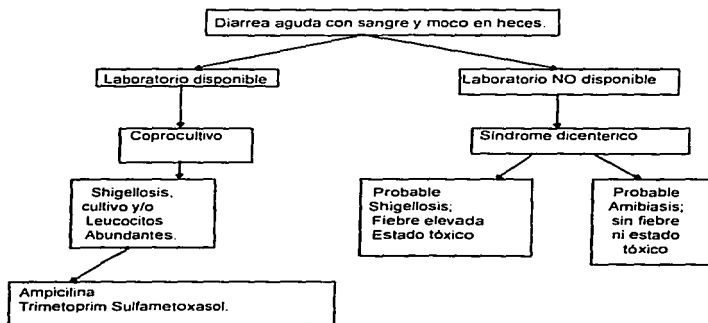 Diarrea aguda con sangre y moco en heces.
Laboratorio disponible
Laboratorio NO disponible
Coprocultivo
Síndrome dicenterico
Shigellosis,
cultivo y/o
Leucocitos
Abundantes.
Probable
Shigellosis;
Fiebre elevada
Estado tóxico
Probable
Amibiasis;
sin fiebre
ni estado
tóxico
Ampicilina
Trimetoprim Sulfametoxasol.